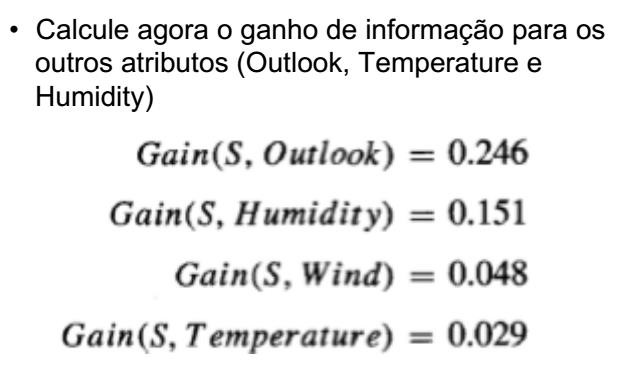 • Calcule agora o ganho de informação para os
outros atributos (Outlook, Temperature e
Humidity)
Gain(S, Outlook) = 0.246
Gain(S, Humidity) = 0.151
Gain(S, Wind) = 0.048
Gain(S, Temperature) = 0.029